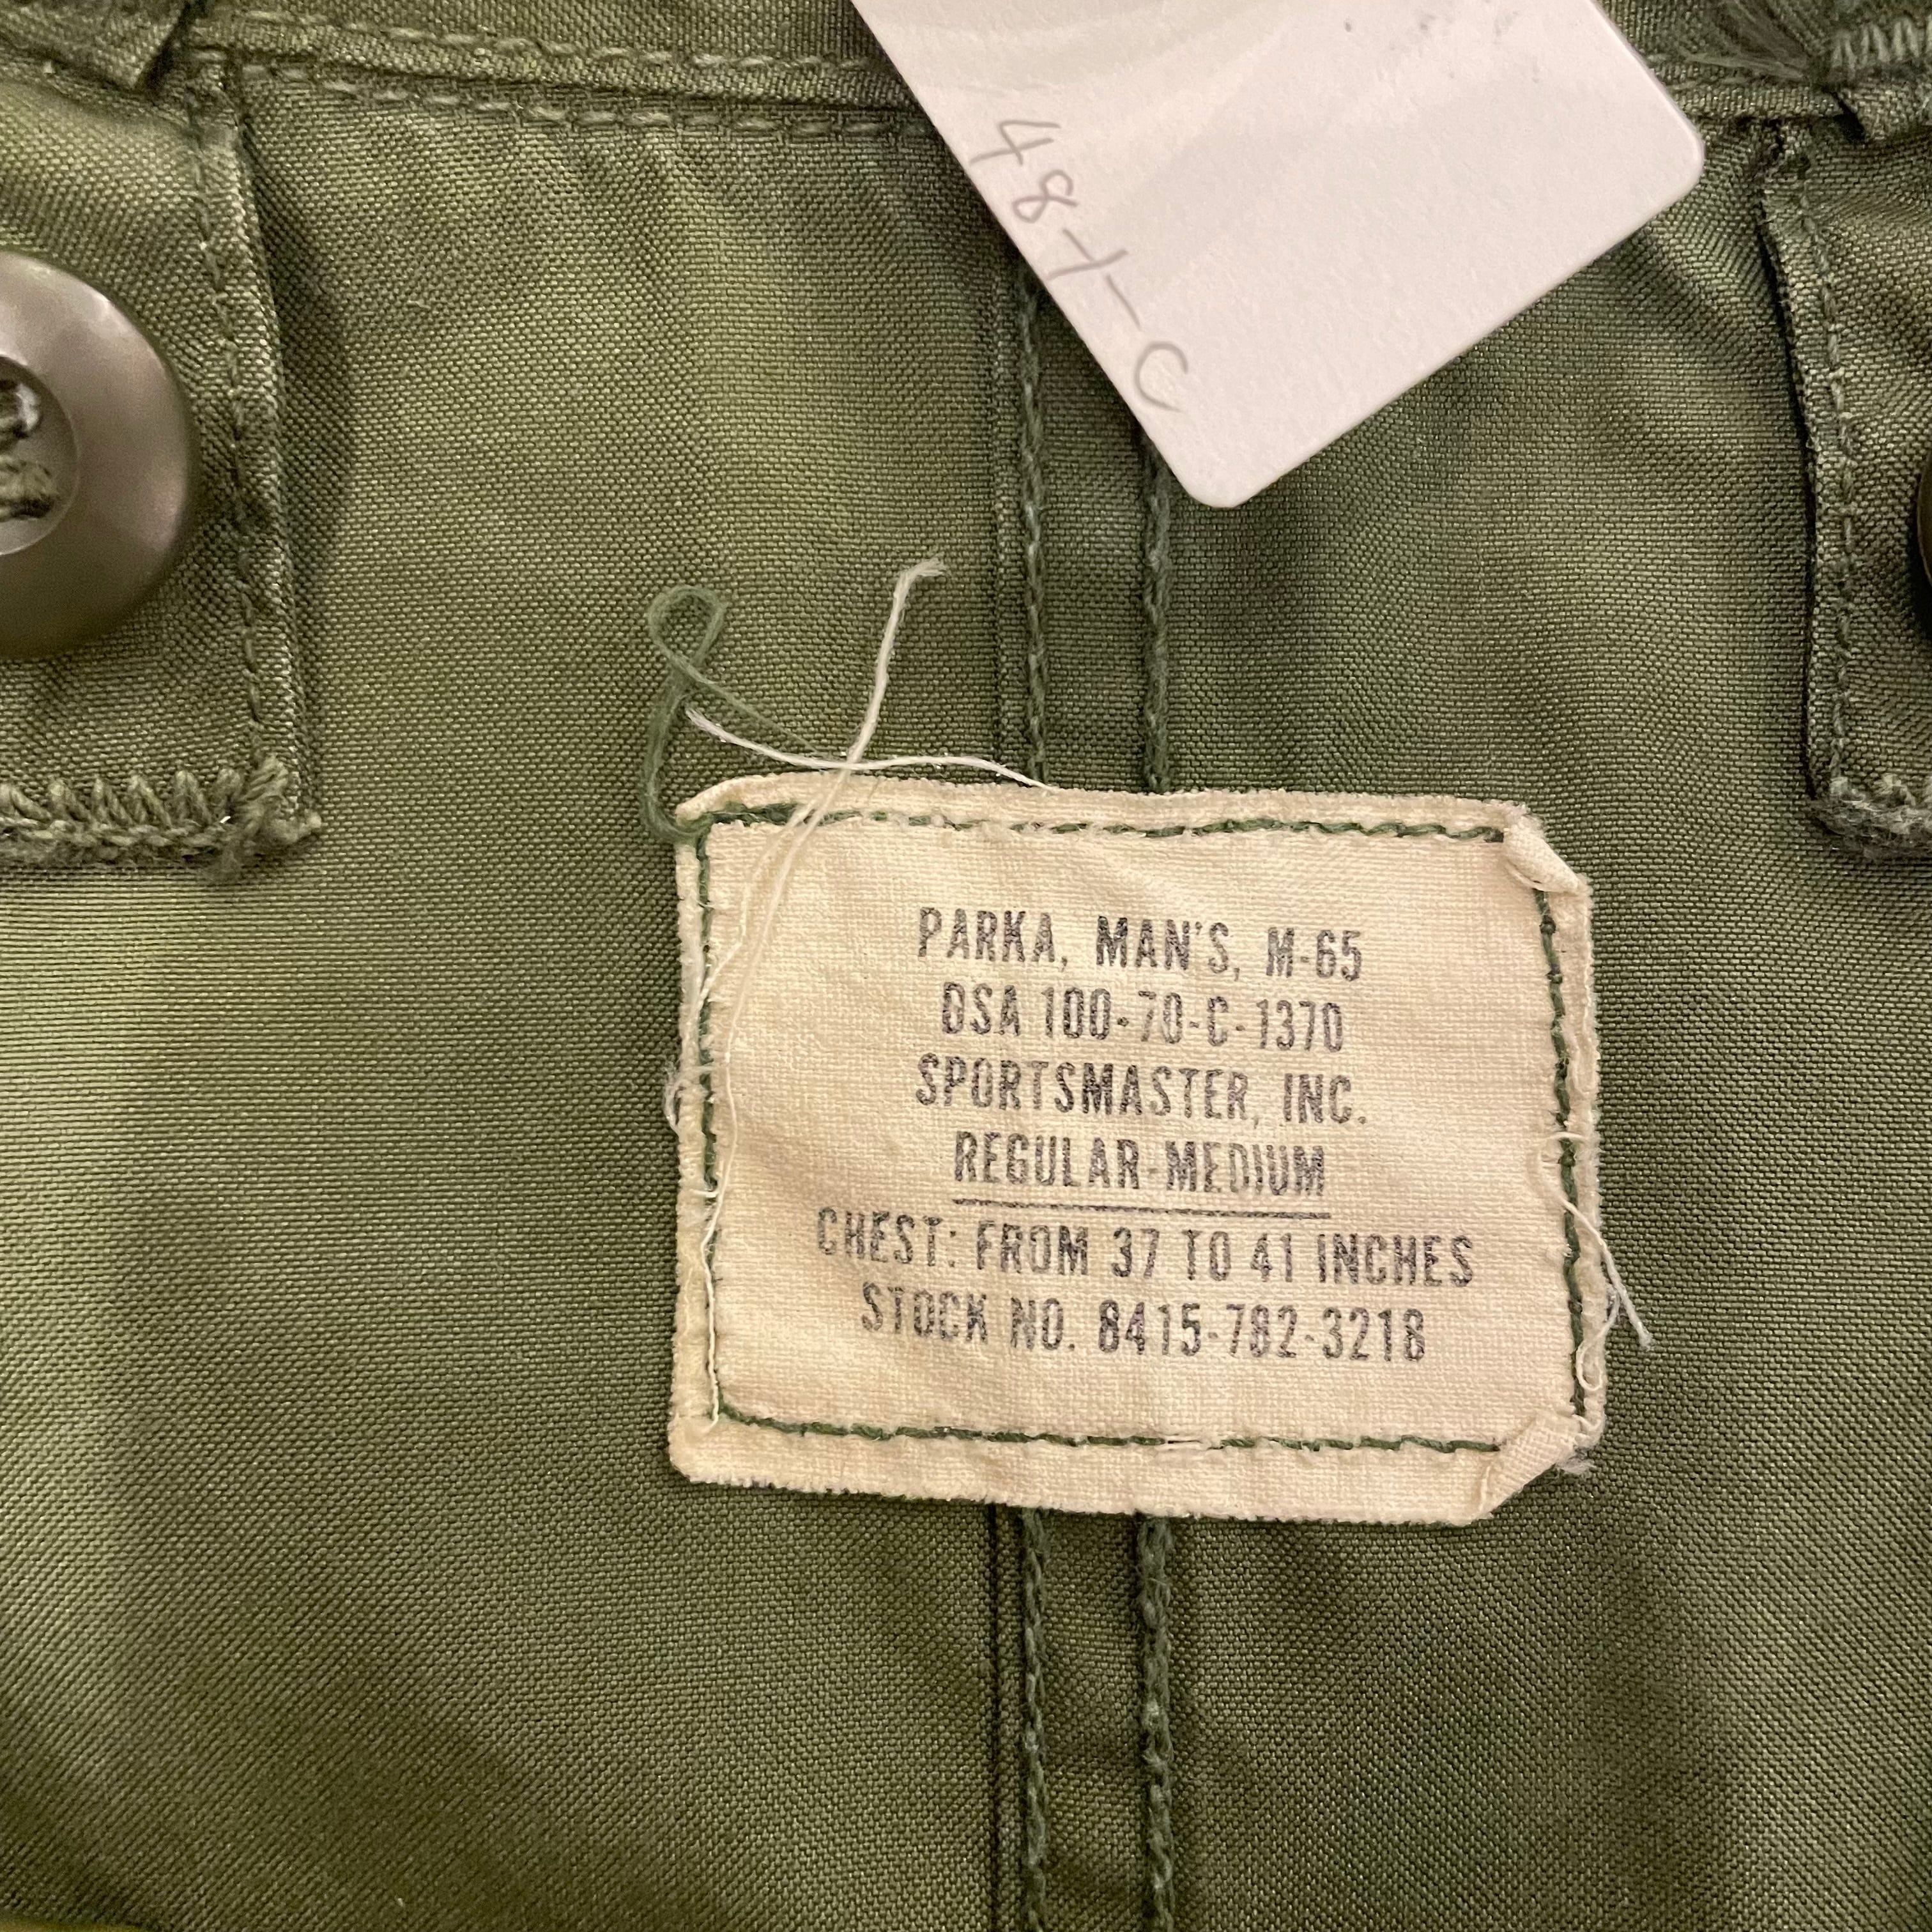 487-C
PARKA, MAN'S, M-65
DSA 100-70-C-1370
SPORTSMASTER, INC.
REGULAR-MEDIUM
CHEST: FROM 37 TO 41 INCHES
STOCK NO. 8415-782-3218